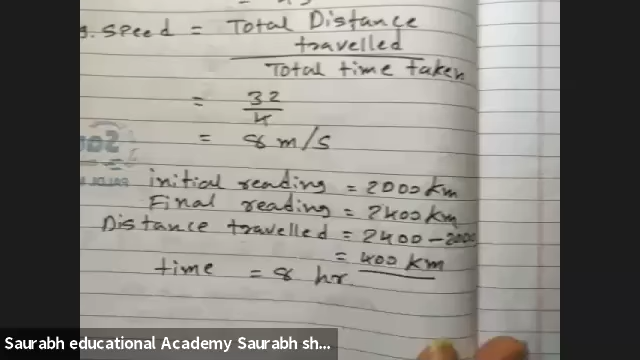 g. speed = Total Distance
travelled
Total time taken
= 32
4
= 8 m/s
initial reading = 2000 km
Final reading = 2400 km
Distance travelled = 2400 - 2000
= 400 km
time = 8 hr.
Saurabh educational Academy Saurabh sh...